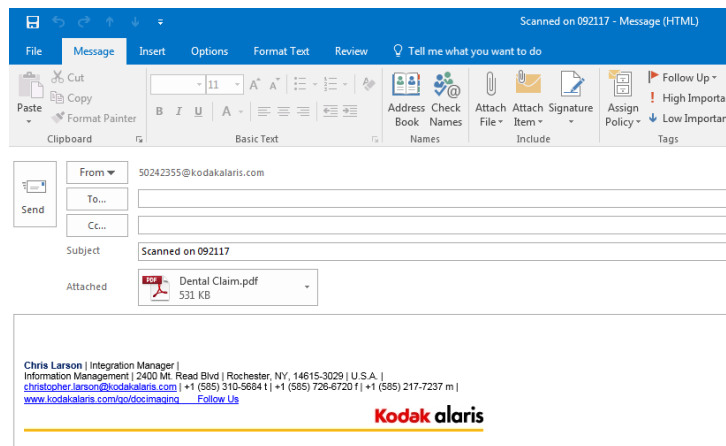 Scanned on 092117 - Message (HTML)
File Message Insert Options Format Text Review Tell me what you want to do
Paste
Cut
Copy
Format Painter
Clipboard
11 A A
B I U A
Basic Text
Address Book
Check Names
Names
Attach File
Attach Item
Signature
Include
Assign Policy
Follow Up
High Importa
Low Importan
Tags
Send
From 50242355@kodakalaris.com
To...
Cc...
Subject Scanned on 092117
Attached PDF Dental Claim.pdf
531 KB
Chris Larson | Integration Manager |
Information Management | 2400 Mt. Read Blvd | Rochester, NY, 14615-3029 | U.S.A. |
christopher.larson@kodakalaris.com | +1 (585) 310-5684 t | +1 (585) 726-6720 f | +1 (585) 217-7237 m |
www.kodakalaris.com/go/docimaging Follow Us
Kodak alaris